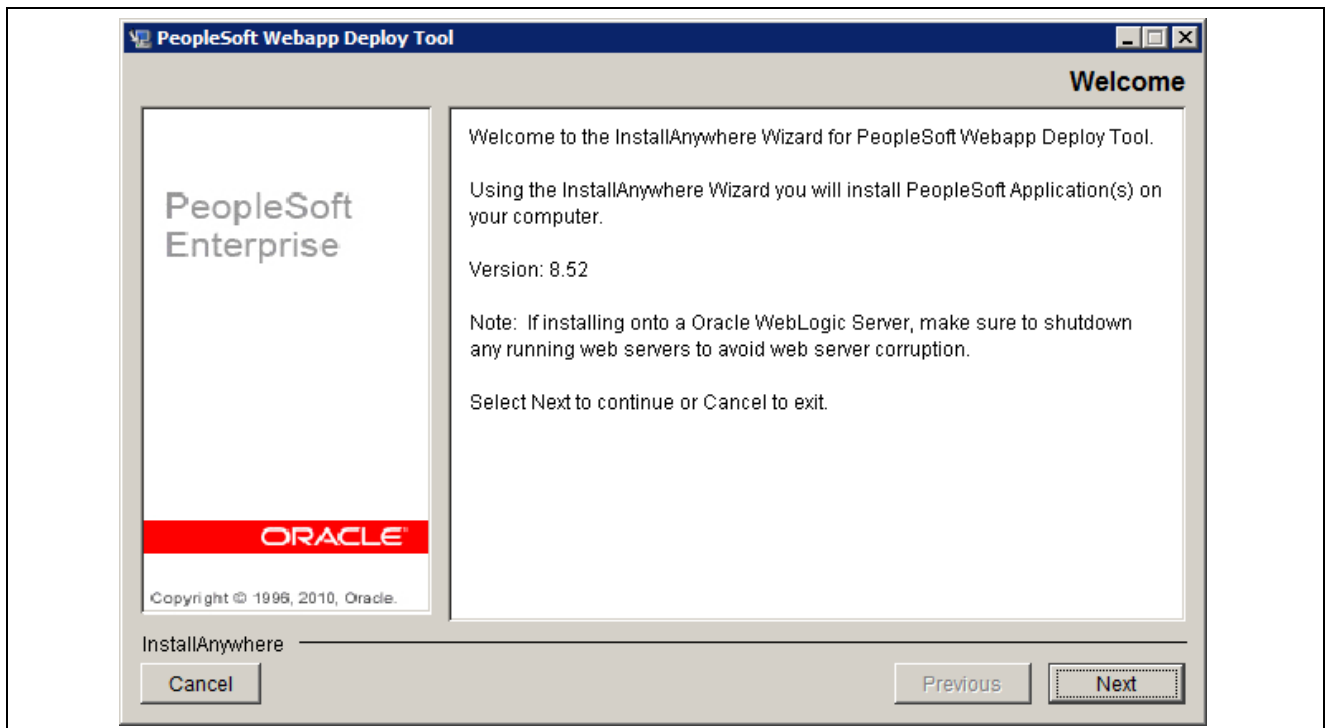 PeopleSoft Webapp Deploy Tool
Welcome
PeopleSoft
Enterprise
ORACLE
Copyright © 1996, 2010, Oracle.
Welcome to the InstallAnywhere Wizard for PeopleSoft Webapp Deploy Tool.
Using the InstallAnywhere Wizard you will install PeopleSoft Application(s) on
your computer.
Version: 8.52
Note:  If installing onto a Oracle WebLogic Server, make sure to shutdown
any running web servers to avoid web server corruption.
Select Next to continue or Cancel to exit.
InstallAnywhere
Cancel
Previous
Next